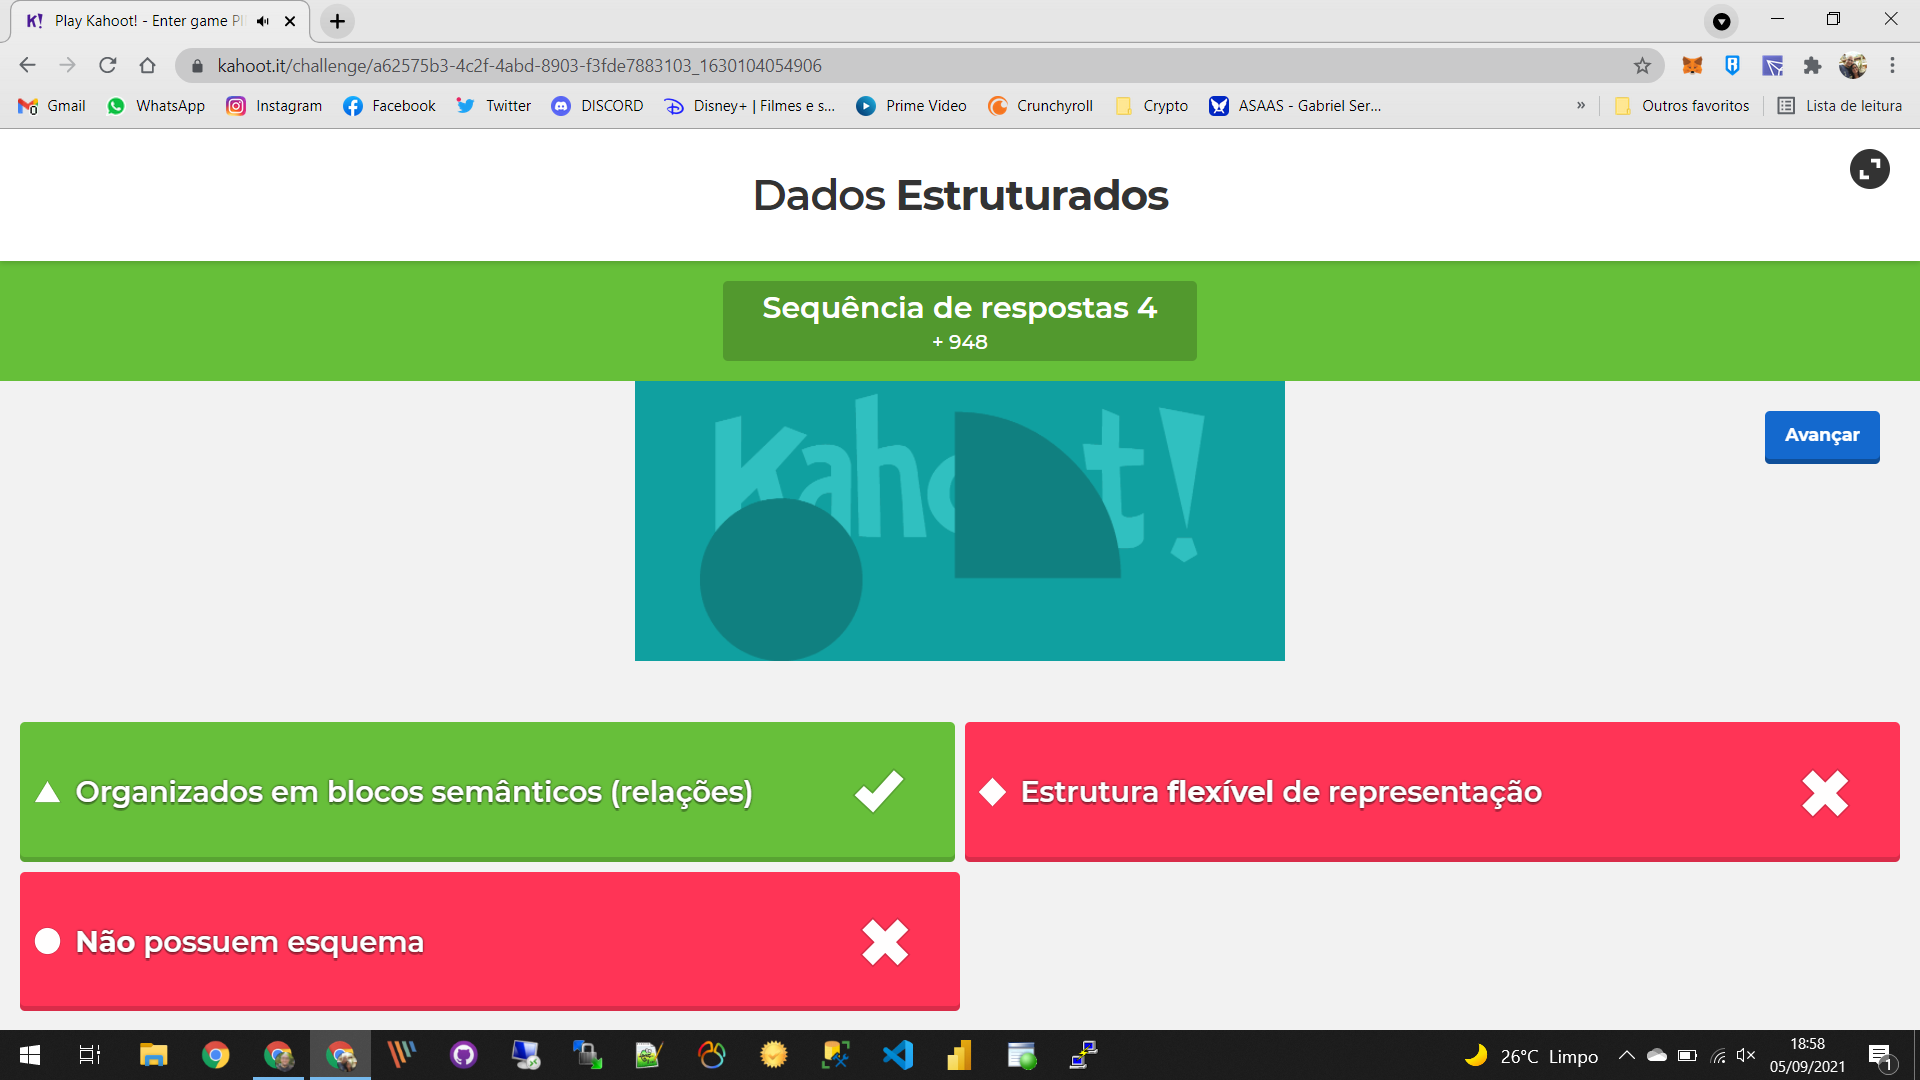 Play Kahoot! - Enter game P
kahoot.it/challenge/a62575b3-4c2f-4abd-8903-f3fde7883103_1630104054906
Gmail WhatsApp Instagram Facebook Twitter DISCORD Disney+ | Filmes e s... Prime Video Crunchyroll Crypto ASAAS - Gabriel Ser... » Outros favoritos Lista de leitura
Dados Estruturados
Sequência de respostas 4
+ 948
Kahoot!
Avançar
Organizados em blocos semânticos (relações)
Estrutura flexível de representação
Não possuem esquema
26°C Limpo
18:58
05/09/2021
1